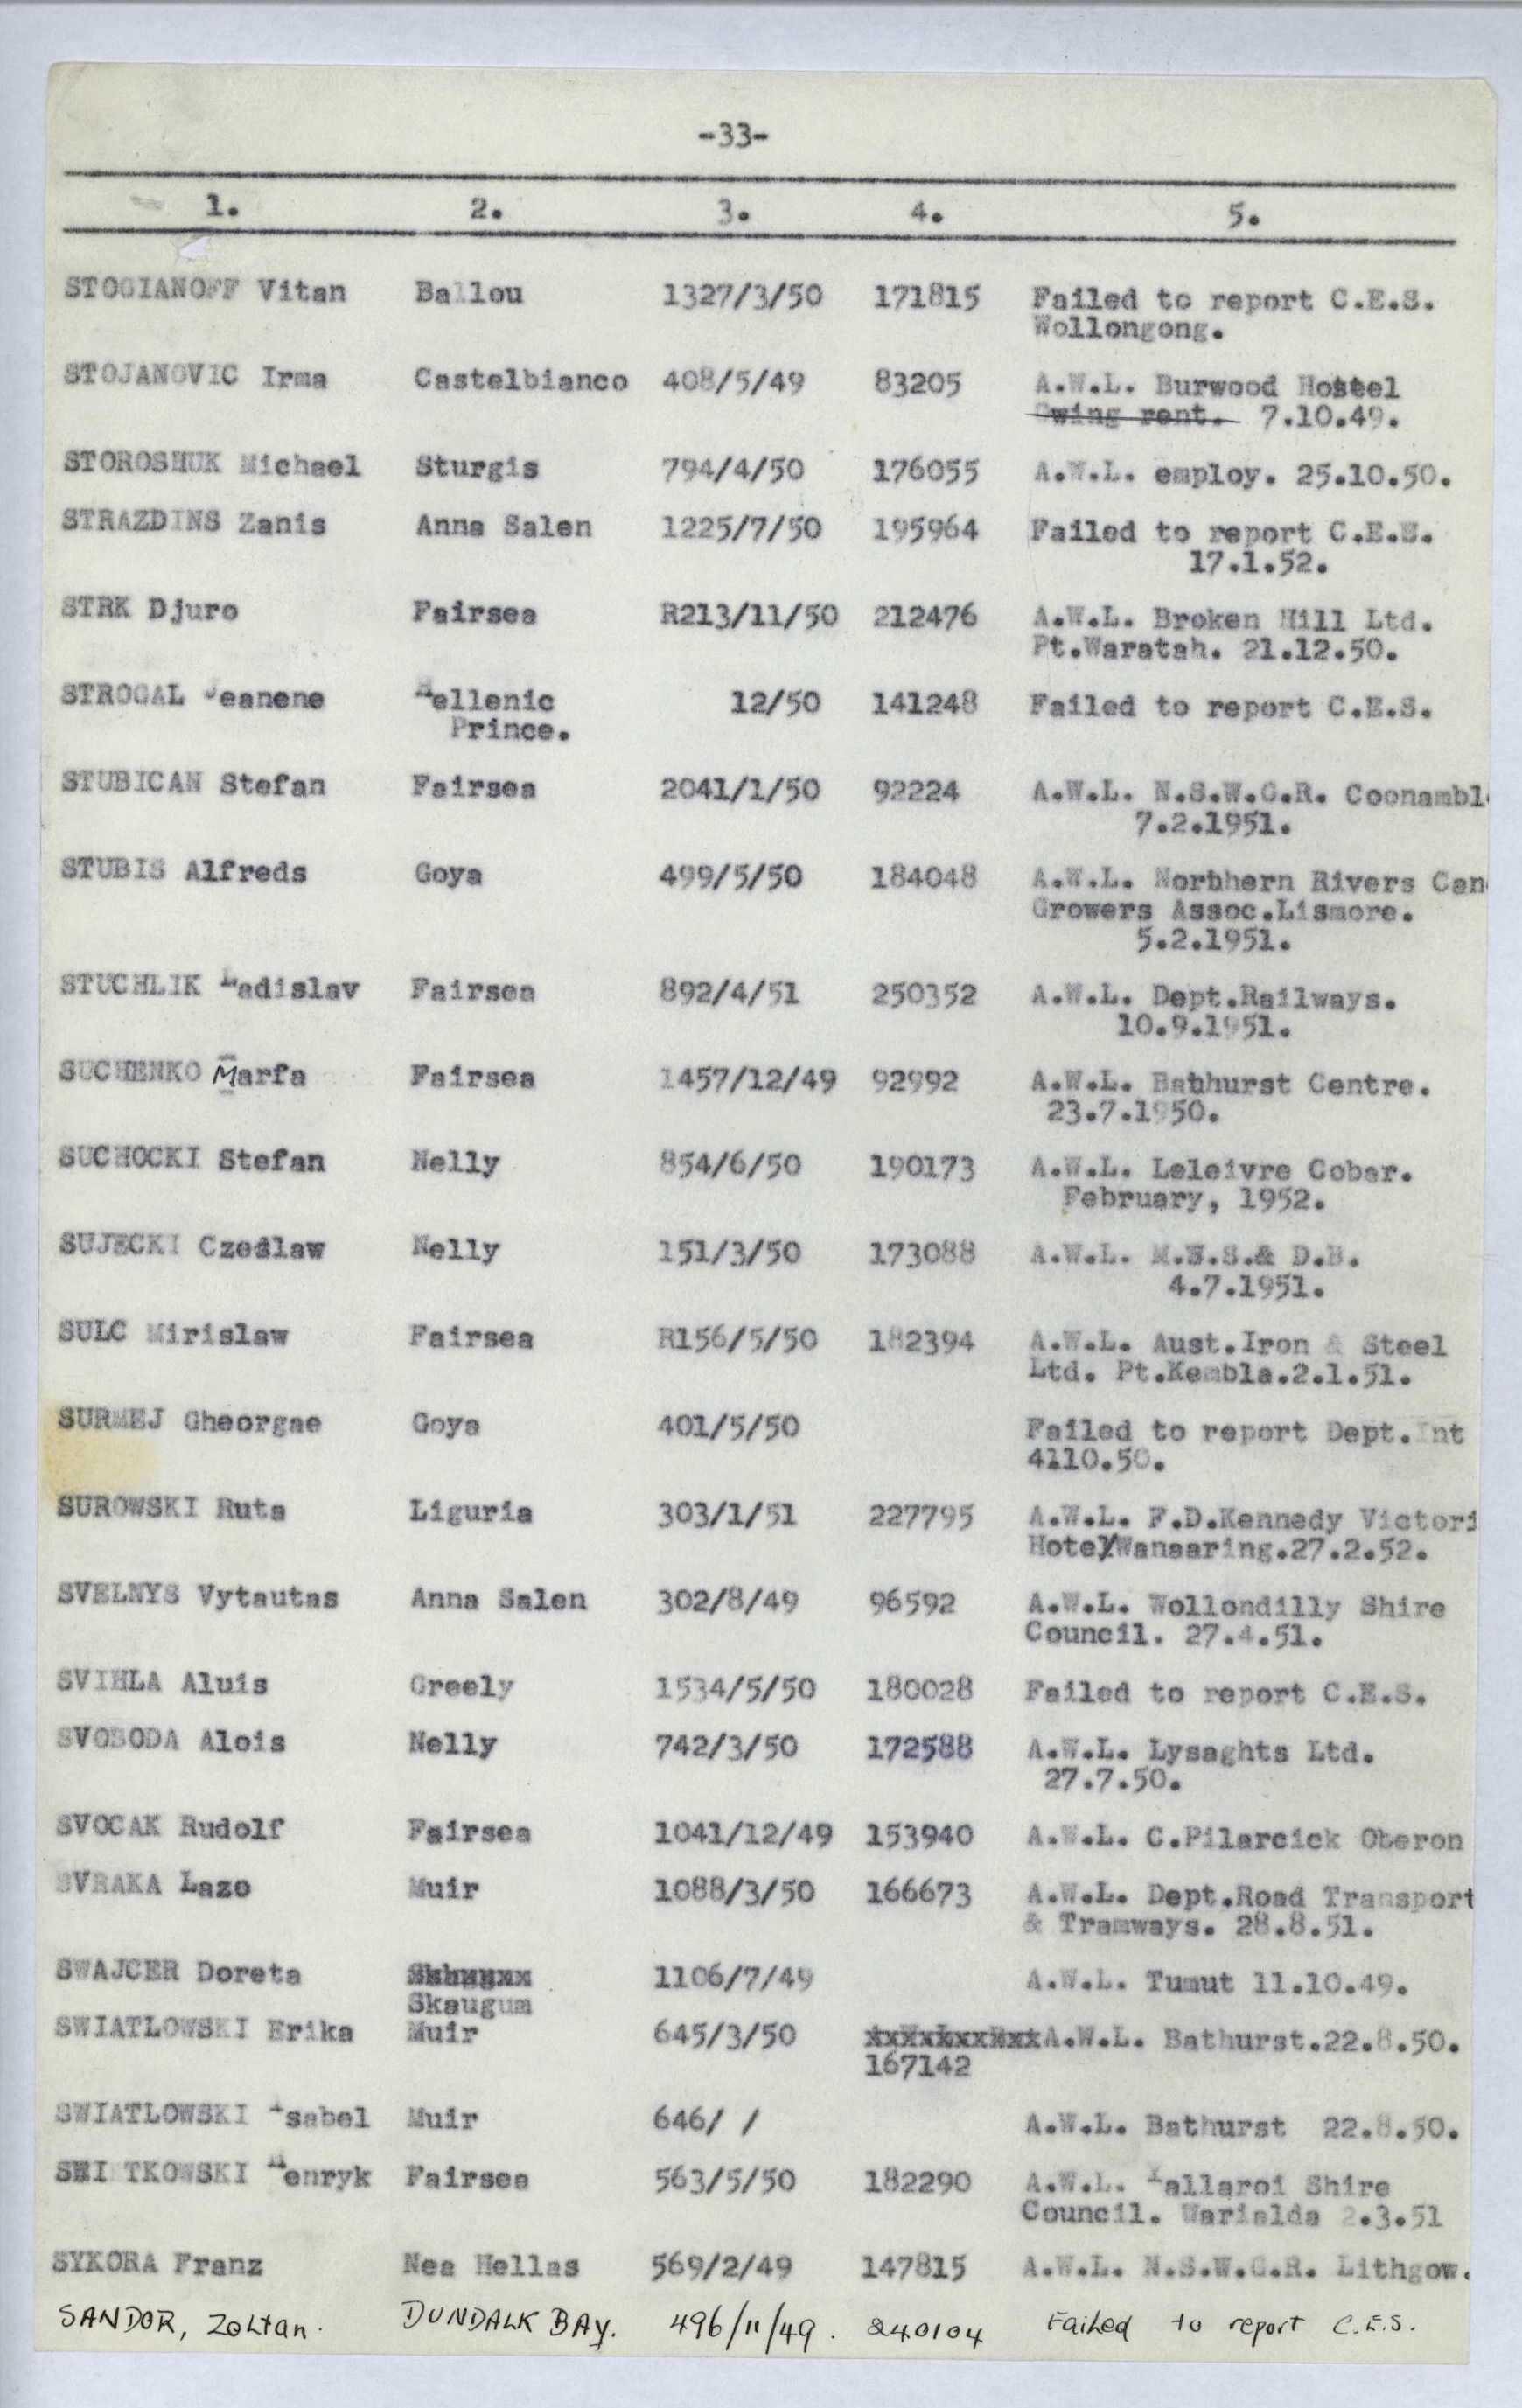 -33-
1. 2. 3. 4. 5.
STOGIANOFF Vitan Ballou 1327/3/50 171815 Failed to report C.E.S.
Wollongong.
STOJANOVIC Irma Castelbianco 408/5/49 83205 A.W.L. Burwood Hostel
Owing rent. 7.10.49.
STOROSHUK Michael Sturgis 794/4/50 176055 A.W.L. employ. 25.10.50.
STRAZDINS Zanis Anna Salen 1225/7/50 195964 Failed to report C.E.S.
17.1.52.
STRK Djuro Fairsea R213/11/50 212476 A.W.L. Broken Hill Ltd.
Pt.Waratah. 21.12.50.
STROGAL Jeanene Hellenic 12/50 141248 Failed to report C.E.S.
Prince.
STUBICAN Stefan Fairsea 2041/1/50 92224 A.W.L. N.S.W.G.R. Coonambl
7.2.1951.
STUBIS Alfreds Goya 499/5/50 184048 A.W.L. Northern Rivers Can
Growers Assoc.Lismore.
5.2.1951.
STUCHLIK Ladislav Fairsea 892/4/51 250352 A.W.L. Dept.Railways.
10.9.1951.
SUCHENKO Marfa Fairsea 1457/12/49 92992 A.W.L. Bathurst Centre.
23.7.1950.
SUCHOCKI Stefan Nelly 854/6/50 190173 A.W.L. Leleivre Cobar.
February, 1952.
SUJECKI Czeslaw Nelly 151/3/50 173088 A.W.L. M.W.S.& D.B.
4.7.1951.
SULC Mirislaw Fairsea R156/5/50 182394 A.W.L. Aust.Iron & Steel
Ltd. Pt.Kembla.2.1.51.
SURMEJ Gheorgae Goya 401/5/50 Failed to report Dept.Int
4110.50.
SUROWSKI Ruta Liguria 303/1/51 227795 A.W.L. F.D.Kennedy Victori
Hotel/Wanaaring.27.2.52.
SVELNYS Vytautas Anna Salen 302/8/49 96592 A.W.L. Wollondilly Shire
Council. 27.4.51.
SVIHLA Aluis Greely 1534/5/50 180028 Failed to report C.E.S.
SVOBODA Alois Nelly 742/3/50 172588 A.W.L. Lysaghts Ltd.
27.7.50.
SVOCAK Rudolf Fairsea 1041/12/49 153940 A.W.L. C.Pilarcick Oberon
SVRAKA Lazo Muir 1088/3/50 166673 A.W.L. Dept.Road Transport
& Tramways. 28.8.51.
SWAJCER Doreta 1106/7/49 A.W.L. Tumut 11.10.49.
Skaugum
SWIATLOWSKI Erika Muir 645/3/50 A.W.L. Bathurst.22.8.50.
167142
SWIATLOWSKI Isabel Muir 646/ / A.W.L. Bathurst 22.8.50.
TKOWSKI Henryk Fairsea 563/5/50 182290 A.W.L. Yallaroi Shire
Council. Warialda 2.3.51
SYKORA Franz Nea Hellas 569/2/49 147815 A.W.L. N.S.W.G.R. Lithgow.
SANDOR, Zoltan. DUNDALK BAY. 496/11/49. 240104 Failed to report C.E.S.